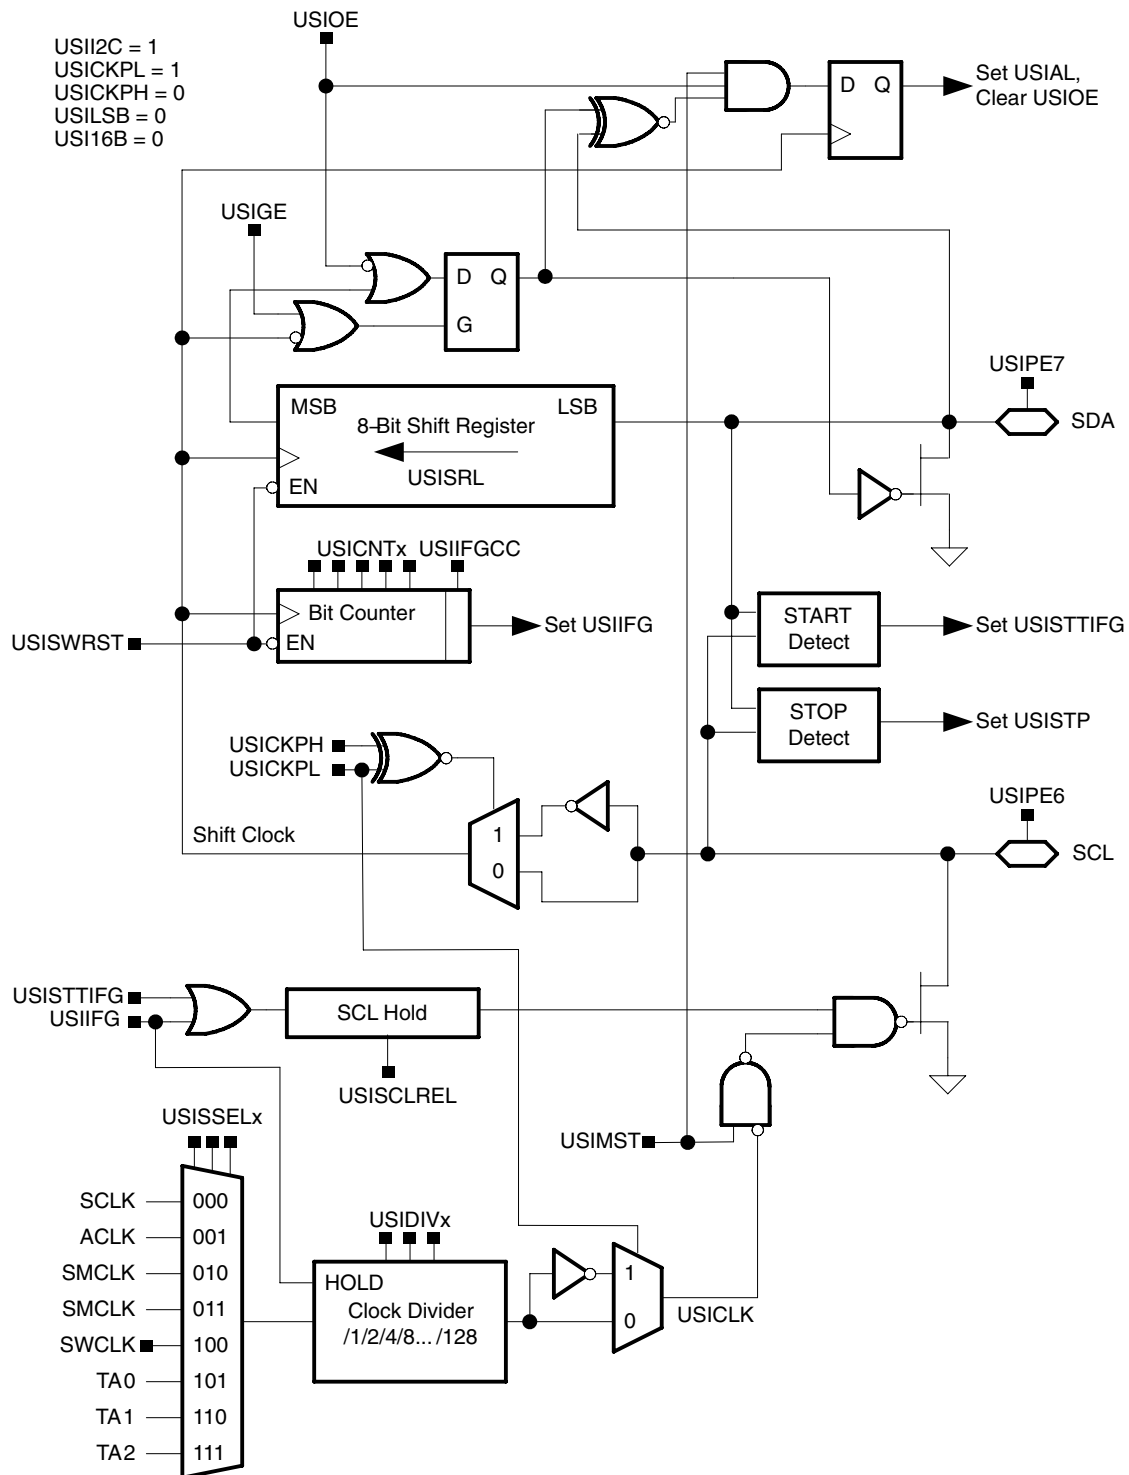 USIOE
USII2C = 1
USICKPL = 1
USICKPH = 0
USILSB = 0
USI16B = 0
D Q
Set USIAL,
Clear USIOE
USIGE
D Q
G
USIPE7
SDA
MSB
LSB
8–Bit Shift Register
USISRL
EN
USICNTx
USIIFGCC
Bit Counter
Set USIIFG
USISWRST
EN
START
Detect
Set USISTTIFG
STOP
Detect
Set USISTP
USICKPH
USICKPL
USIPE6
Shift Clock
1
0
SCL
USISTTIFG
USIIFG
SCL Hold
USISCLREL
USISSELx
USIMST
SCLK
000
ACLK
001
SMCLK
010
SMCLK
011
SWCLK
100
TA0
101
TA1
110
TA2
111
USIDIVx
HOLD
Clock Divider
/1/2/4/8... /128
1
0
USICLK